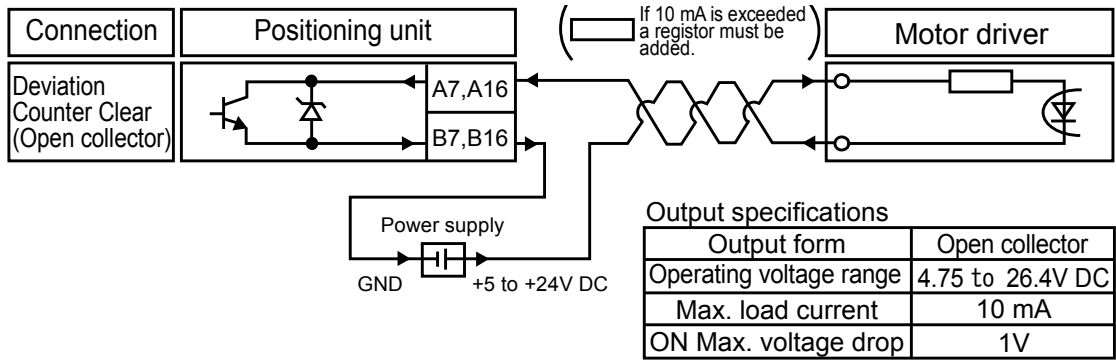 Connection
Positioning unit
If 10 mA is exceeded
a registor must be
added.
Motor driver
Deviation
Counter Clear
(Open collector)
A7,A16
B7,B16
Power supply
GND
+5 to +24V DC
Output specifications
Output form Open collector
Operating voltage range 4.75 to 26.4V DC
Max. load current 10 mA
ON Max. voltage drop 1V